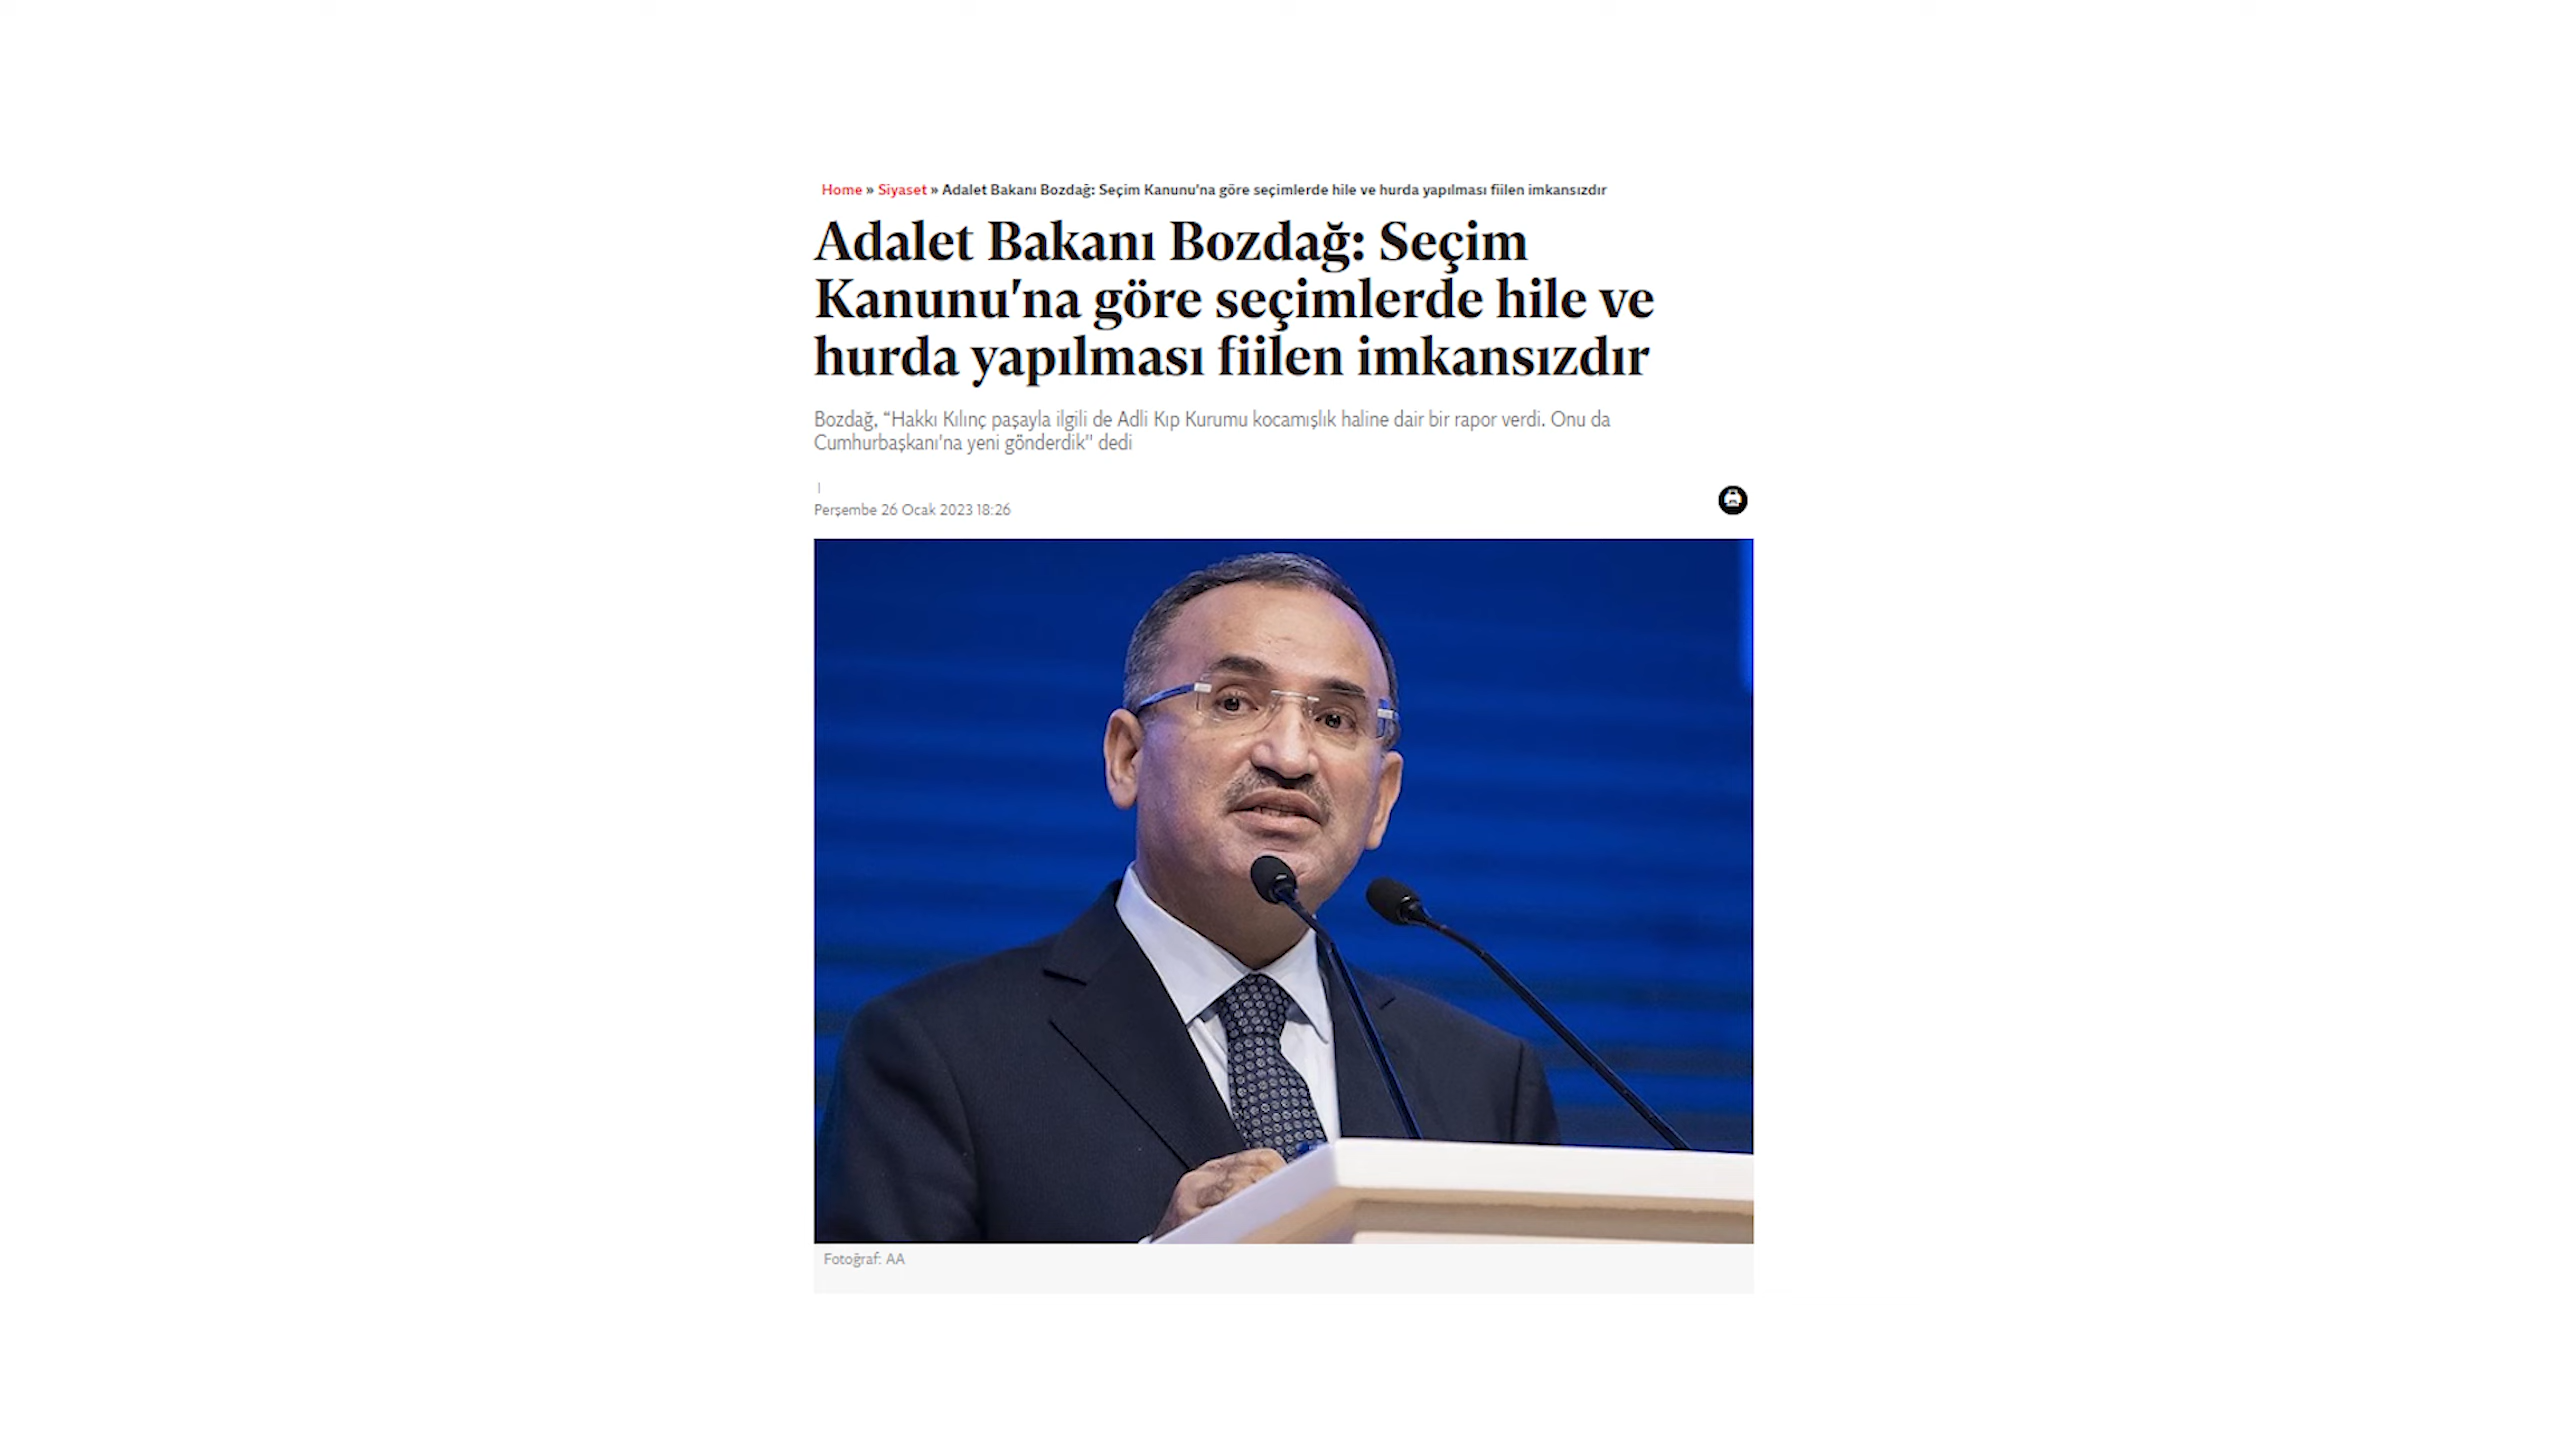 Home » Siyaset » Adalet Bakanı Bozdağ: Seçim Kanunu'na göre seçimlerde hile ve hurda yapılması fiilen imkansızdır
Adalet Bakanı Bozdağ: Seçim
Kanunu'na göre seçimlerde hile ve
hurda yapılması fiilen imkansızdır
Bozdağ, “Hakkı Kılınç paşayla ilgili de Adli Kıp Kurumu kocamışlık haline dair bir rapor verdi. Onu da
Cumhurbaşkanı'na yeni gönderdik" dedi
|
Perşembe 26 Ocak 2023 18:26
Fotoğraf: AA